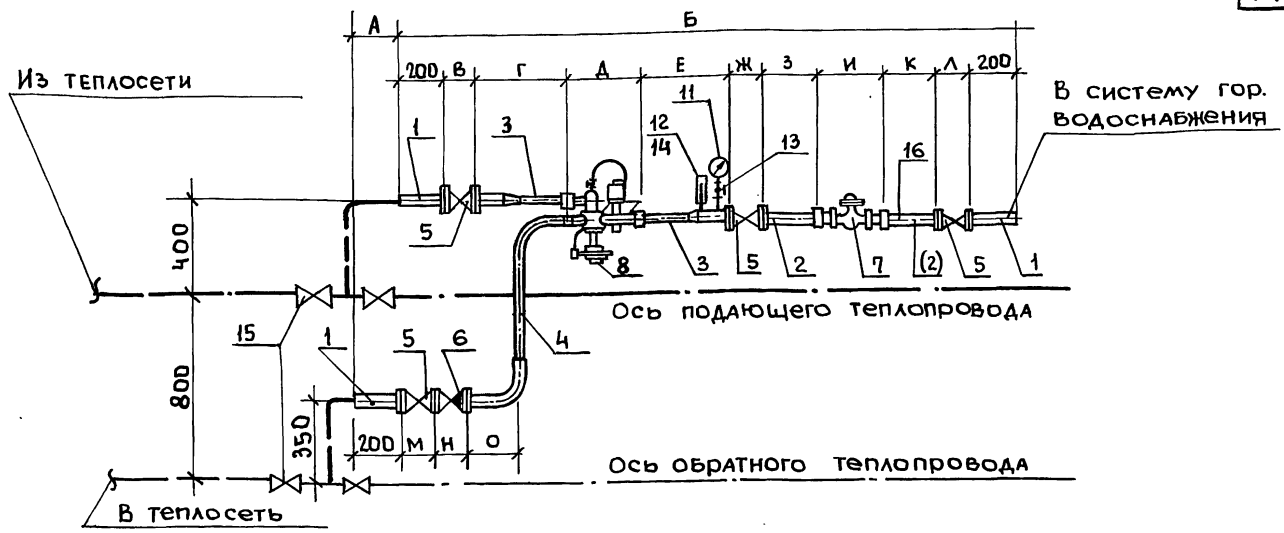 А Б
200 В Г Д Е Ж З И К Л 200
Из теплосети
В систему гор.
водоснабжения
11
12
14
13
1
3
16
5
8
3
5
2
7
(2)
5
1
400
Ось подающего теплопровода
15
1
5
6
4
800
350
200 М Н О
Ось обратного теплопровода
В теплосеть